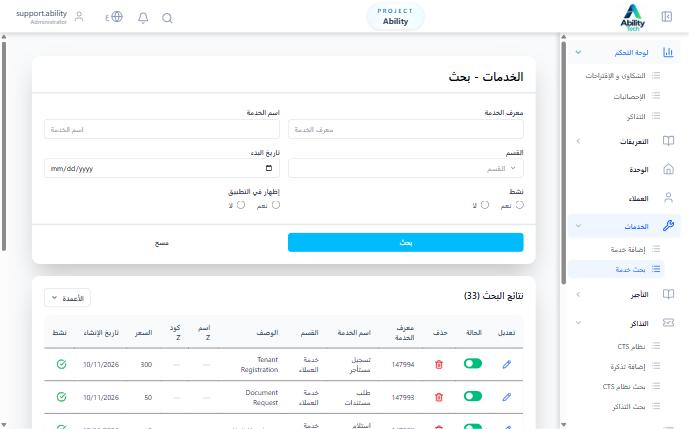 support.ability
Administrator
ع
PROJECT
Ability
Ability
tech
لوحة التحكم
الشكاوى و الإقتراحات
الإحصائيات
التذاكر
التعريفات
الوحدة
العملاء
الخدمات
إضافة خدمة
بحث خدمة
التأجير
التذاكر
نظام CTS
إضافة تذكرة
بحث نظام CTS
بحث التذاكر
الخدمات - بحث
معرف الخدمة
اسم الخدمة
معرف الخدمة
اسم الخدمة
القسم
تاريخ البدء
القسم
mm/dd/yyyy
نشط
إظهار في التطبيق
نعم لا
نعم لا
بحث
مسح
نتائج البحث (33)
الأعمدة
تعديل الحالة حذف معرف الخدمة اسم الخدمة القسم الوصف السعر كود Z اسم Z تاريخ الإنشاء نشط
147994 تسجيل مستأجر خدمة العملاء Tenant Registration — — 300 10/11/2026
147993 طلب مستندات خدمة العملاء Document Request — — 50 10/11/2026
استلام خدمة